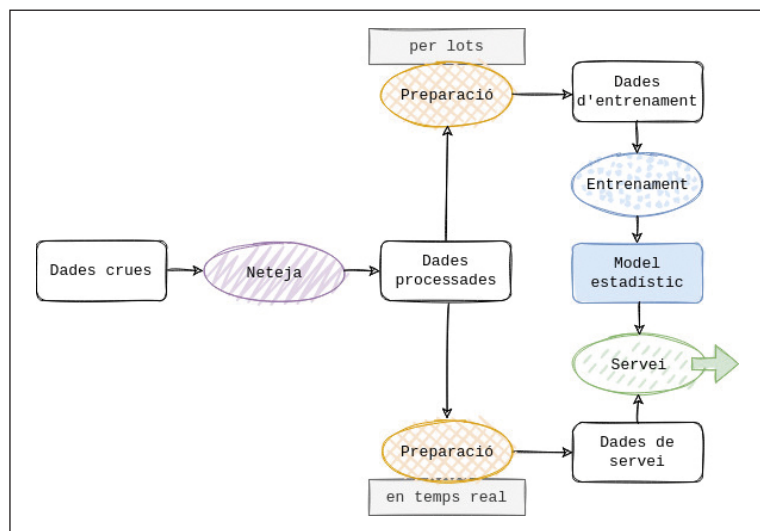 per lots
Preparació
Dades
d'entrenament
Entrenament
Dades crues
Neteja
Dades
processades
Model
estadístic
Servei
Preparació
en temps real
Dades de
servei